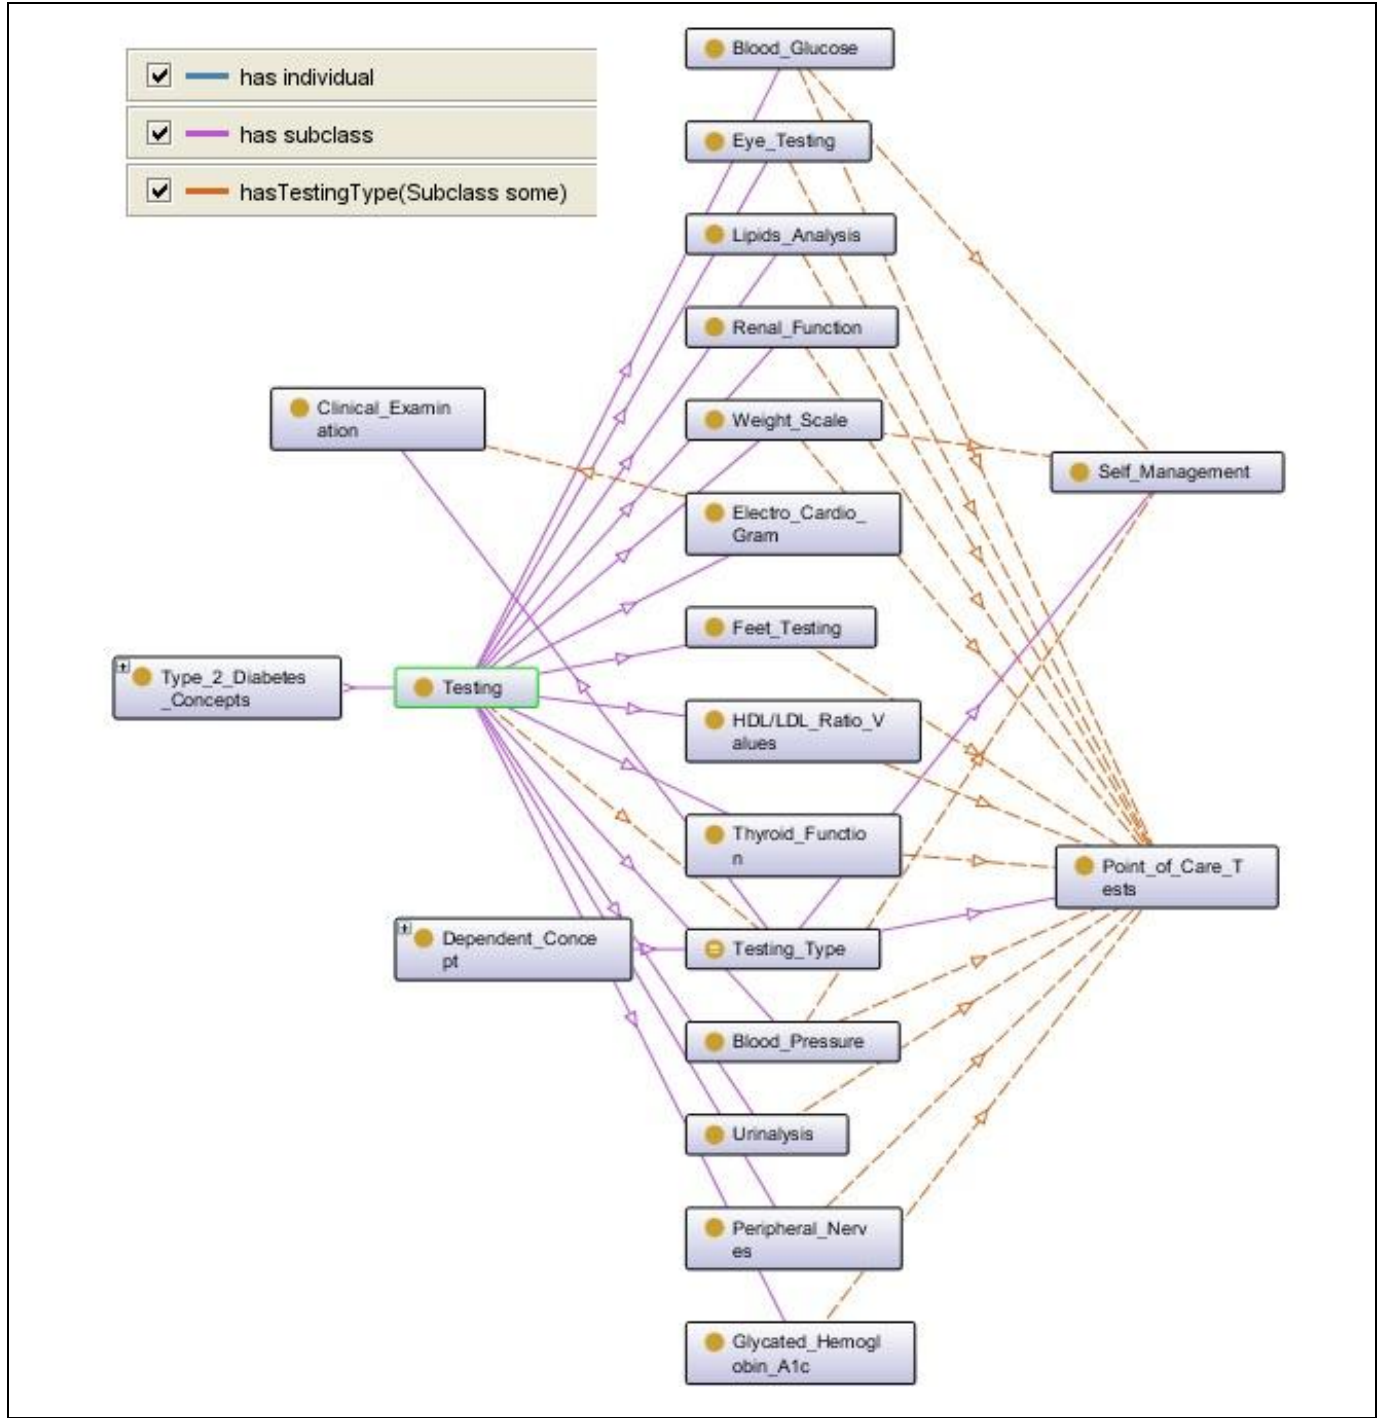 has individual
has subclass
hasTestingType(Subclass some)
Blood_Glucose
Eye_Testing
Lipids_Analysis
Renal_Function
Clinical_Examin
ation
Weight_Scale
Self_Management
Electro_Cardio_
Gram
Feet_Testing
Type_2_Diabetes
_Concepts
Testing
HDL/LDL_Ratio_V
alues
Thyroid_Functio
n
Point_of_Care_T
ests
Dependent_Conce
pt
Testing_Type
Blood_Pressure
Urinalysis
Peripheral_Nerv
es
Glycated_Hemogl
obin_A1c